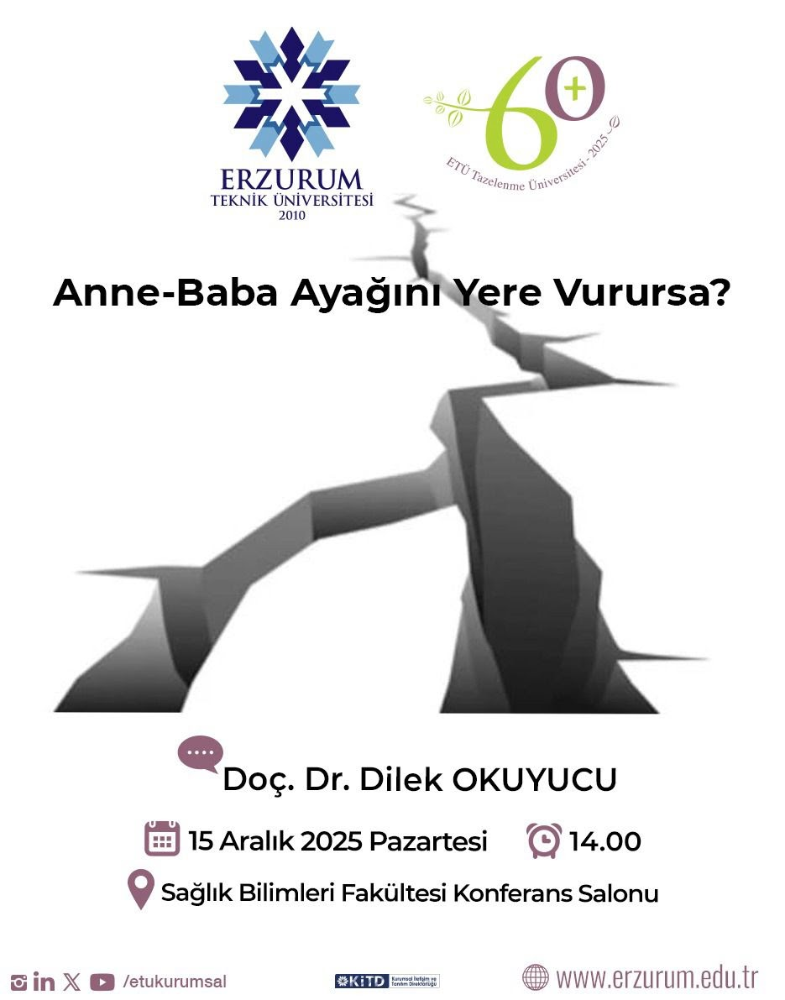 ERZURUM
TEKNİK ÜNİVERSİTESİ
2010
60+
ETÜ Tazelenme Üniversitesi - 2025
Anne-Baba Ayağını Yere Vurursa?
Doç. Dr. Dilek OKUYUCU
15 Aralık 2025 Pazartesi
14.00
Sağlık Bilimleri Fakültesi Konferans Salonu
/etukurumsal
KİTD
Kurumsal İletişim ve
Tanıtım Direktörlüğü
www.erzurum.edu.tr